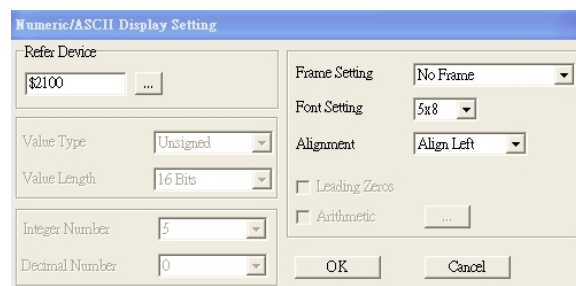 Numeric/ASCII Display Setting
Refer Device
$2100
...
Value Type Unsigned
Value Length 16 Bits
Integer Number 5
Decimal Number 0
Frame Setting No Frame
Font Setting 5x8
Alignment Align Left
Leading Zeros
Arithmetic ...
OK Cancel